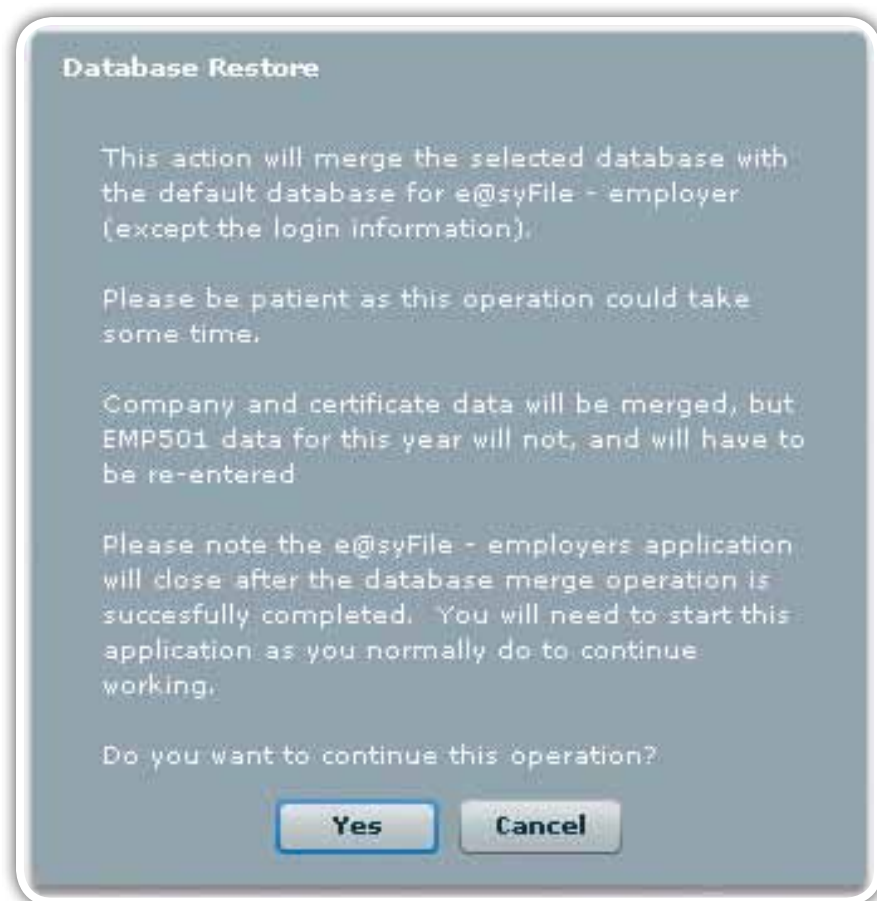 Database Restore
This action will merge the selected database with
the default database for e@syFile - employer
(except the login information).
Please be patient as this operation could take
some time.
Company and certificate data will be merged, but
EMP501 data for this year will not, and will have to
be re-entered
Please note the e@syFile - employers application
will close after the database merge operation is
succesfully completed.  You will need to start this
application as you normally do to continue
working.
Do you want to continue this operation?
Yes Cancel